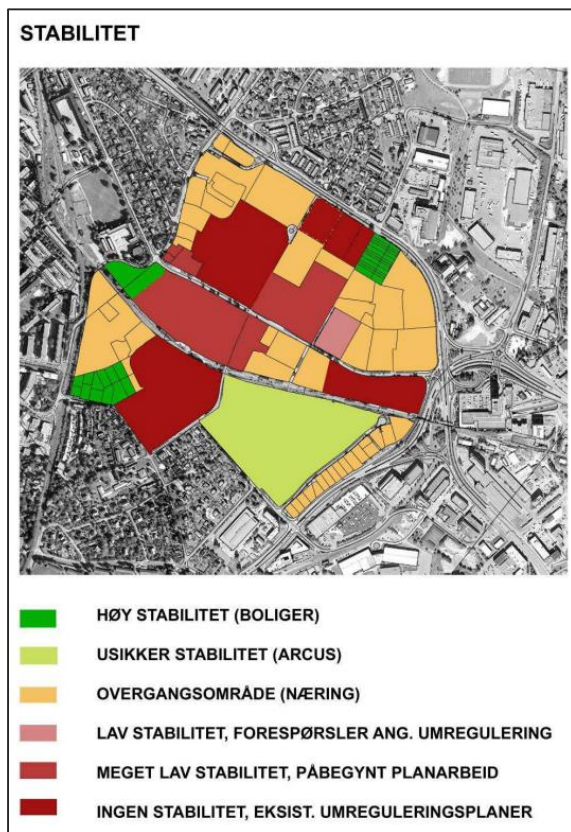 STABILITET
HØY STABILITET (BOLIGER)
USIKKER STABILITET (ARCUS)
OVERGANGSOMRÅDE (NÆRING)
LAV STABILITET, FORESPØRSLER ANG. UMREGULERING
MEGET LAV STABILITET, PÅBEGYNT PLANARBEID
INGEN STABILITET, EKSIST. UMREGULERINGSPLANER